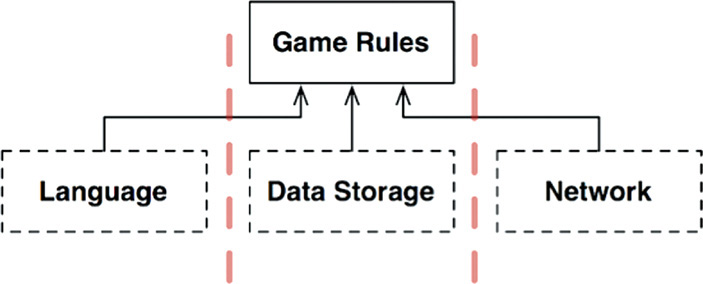 Game Rules
Language
Data Storage
Network